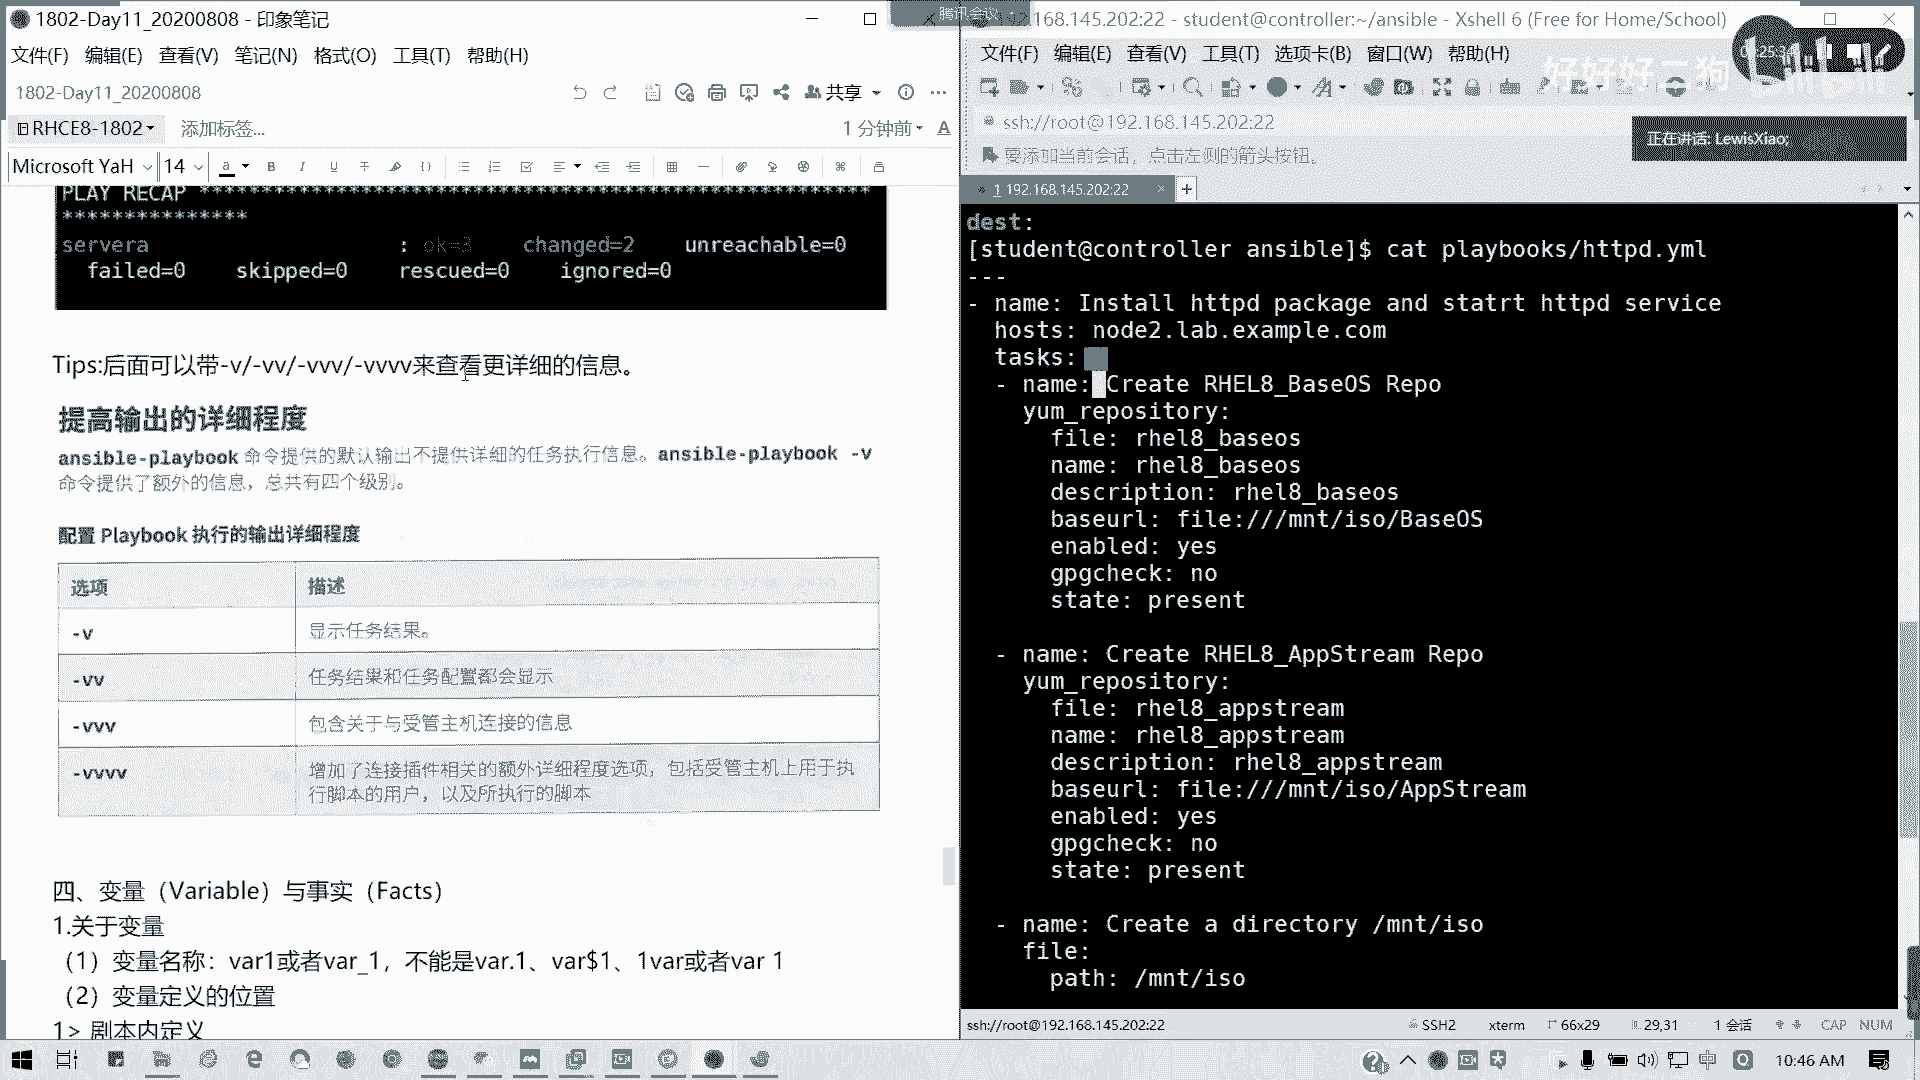 1802-Day11_20200808 - 印象笔记
文件(F) 编辑(E) 查看(V) 笔记(N) 格式(O) 工具(T) 帮助(H)
1802-Day11_20200808
共享
RHCE8-1802
添加标签...
1 分钟前
Microsoft YaH
14
PLAY RECAP **************************************************
***************
servera : ok=3 changed=2 unreachable=0
failed=0 skipped=0 rescued=0 ignored=0
Tips:后面可以带-v/-vv/-vvv/-vvvv来查看更详细的信息。
提高输出的详细程度
ansible-playbook 命令提供的默认输出不提供详细的任务执行信息。ansible-playbook -v
命令提供了额外的信息，总共有四个级别。
配置 Playbook 执行的输出详细程度
选项 描述
-v 显示任务结果。
-vv 任务结果和任务配置都会显示
-vvv 包含关于与受管主机连接的信息
-vvvv 增加了连接插件相关的额外详细程度选项，包括受管主机上用于执
行脚本的用户，以及所执行的脚本
四、变量（Variable）与事实（Facts）
1.关于变量
（1）变量名称：var1或者var_1，不能是var.1、var$1、1var或者var 1
（2）变量定义的位置
1> 剧本内定义
腾讯会议
168.145.202:22 - student@controller:~/ansible - Xshell 6 (Free for Home/School)
文件(F) 编辑(E) 查看(V) 工具(T) 选项卡(B) 窗口(W) 帮助(H)
好好好二狗
bilibili
ssh://root@192.168.145.202:22
正在讲话: LewisXiao;
要添加当前会话，点击左侧的箭头按钮。
1 192.168.145.202:22
dest:
[student@controller ansible]$ cat playbooks/httpd.yml
---
- name: Install httpd package and statrt httpd service
hosts: node2.lab.example.com
tasks:
- name: Create RHEL8_BaseOS Repo
yum_repository:
file: rhel8_baseos
name: rhel8_baseos
description: rhel8_baseos
baseurl: file:///mnt/iso/BaseOS
enabled: yes
gpgcheck: no
state: present
- name: Create RHEL8_AppStream Repo
yum_repository:
file: rhel8_appstream
name: rhel8_appstream
description: rhel8_appstream
baseurl: file:///mnt/iso/AppStream
enabled: yes
gpgcheck: no
state: present
- name: Create a directory /mnt/iso
file:
path: /mnt/iso
ssh://root@192.168.145.202:22
SSH2 xterm 66x29 29,31 1 会话 CAP NUM
中
10:46 AM